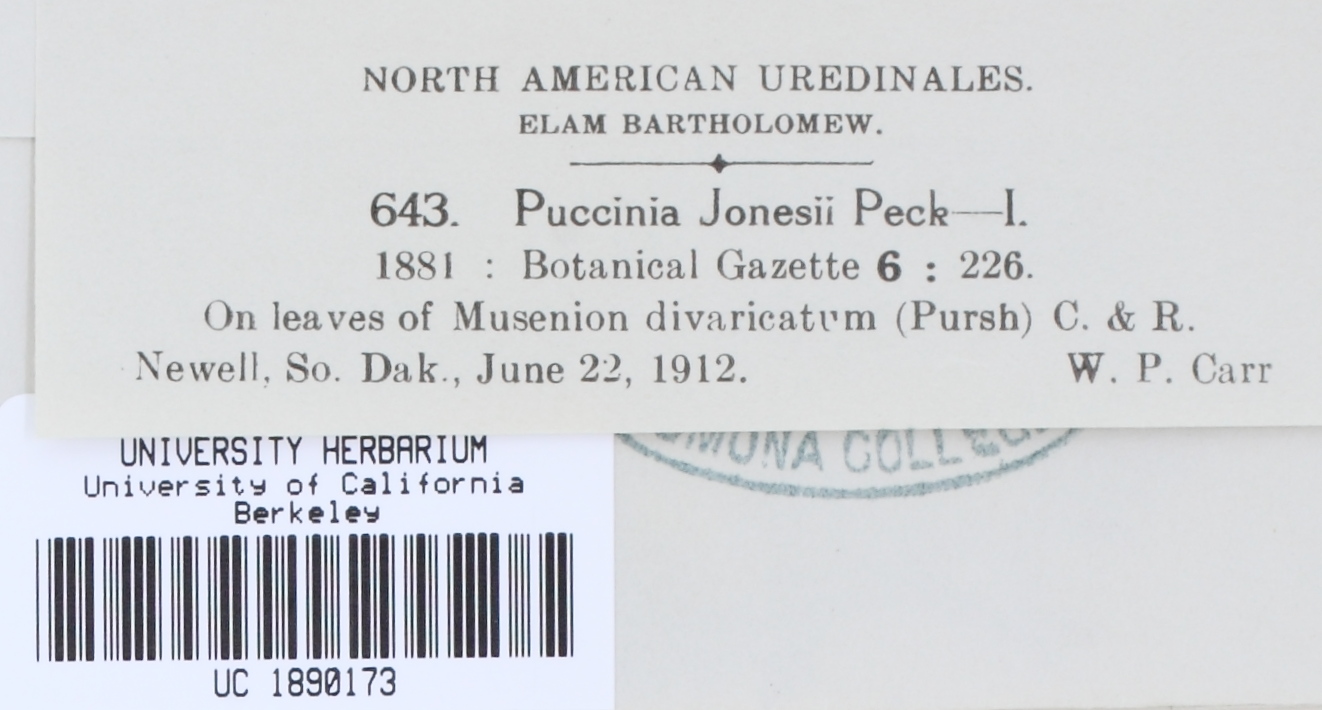 NORTH AMERICAN UREDINALES.
ELAM BARTHOLOMEW.
643. Puccinia Jonesii Peck—I.
1881 : Botanical Gazette 6 : 226.
On leaves of Musenion divaricatvm (Pursh) C. & R.
Newell, So. Dak., June 22, 1912. W. P. Carr
UNIVERSITY HERBARIUM
University of California
Berkeley
UC 1890173
COLLEGE